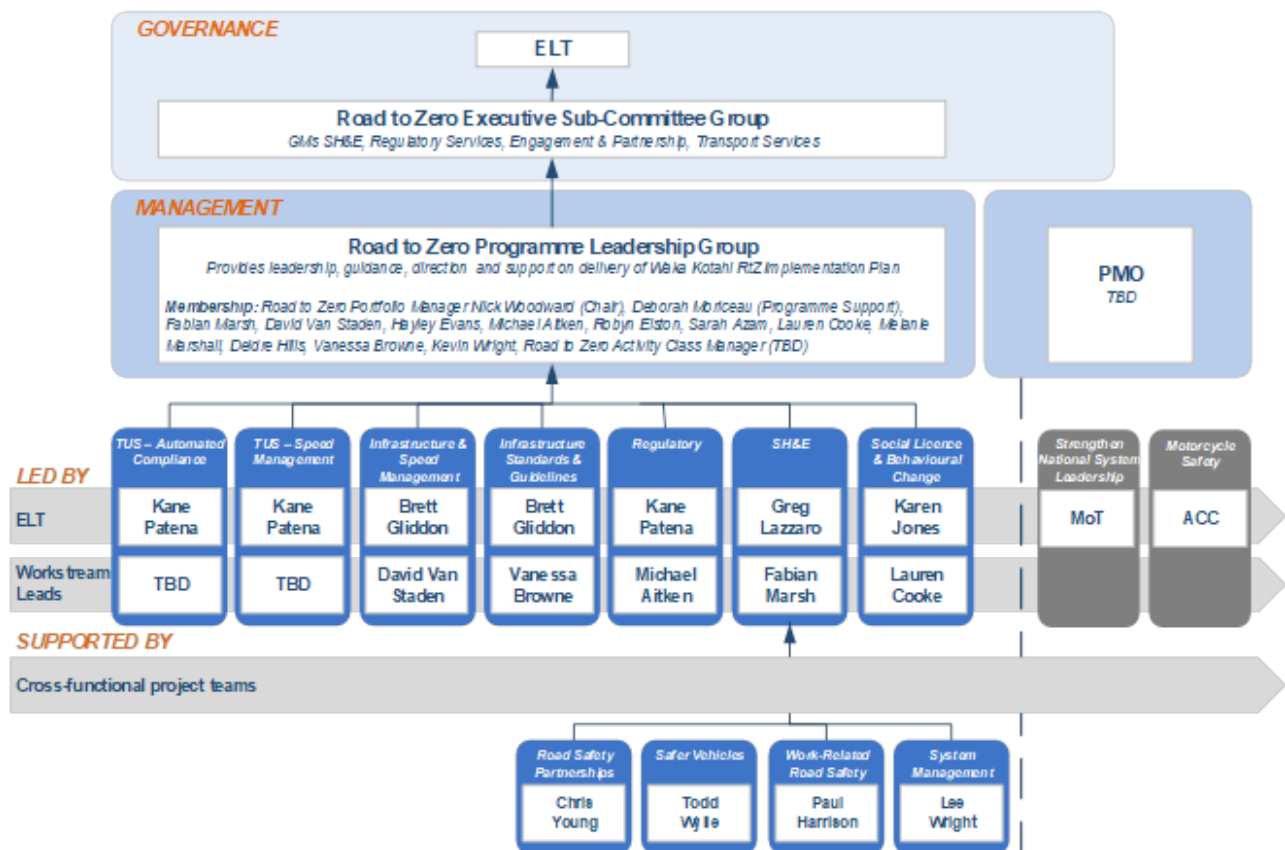 GOVERNANCE
ELT
Road to Zero Executive Sub-Committee Group
GMs SH&E, Regulatory Services, Engagement & Partnership, Transport Services
MANAGEMENT
Road to Zero Programme Leadership Group
Provides leadership, guidance, direction and support on delivery of Waka Kotahi RtZ Implementation Plan
Membership: Road to Zero Portfolio Manager Nick Woodward (Chair), Deborah Moriceau (Programme Support),
Fabian Marsh, David Van Staden, Hayley Evans, Michael Aitken, Robyn Elston, Sarah Azam, Lauren Cooke, Melanie
Marshall, Deidre Hills, Vanessa Browne, Kevin Wright, Road to Zero Activity Class Manager (TBD)
PMO
TBD
TUS – Automated
Compliance
TUS – Speed
Management
Infrastructure &
Speed
Management
Infrastructure
Standards &
Guidelines
Regulatory
SH&E
Social Licence
& Behavioural
Change
Strengthen
National System
Leadership
Motorcycle
Safety
LED BY
ELT
Kane
Patena
Kane
Patena
Brett
Gliddon
Brett
Gliddon
Kane
Patena
Greg
Lazzaro
Karen
Jones
MoT
ACC
Workstream
Leads
TBD
TBD
David Van
Staden
Vanessa
Browne
Michael
Aitken
Fabian
Marsh
Lauren
Cooke
SUPPORTED BY
Cross-functional project teams
Road Safety
Partnerships
Chris
Young
Safer Vehicles
Todd
Wylie
Work-Related
Road Safety
Paul
Harrison
System
Management
Lee
Wright